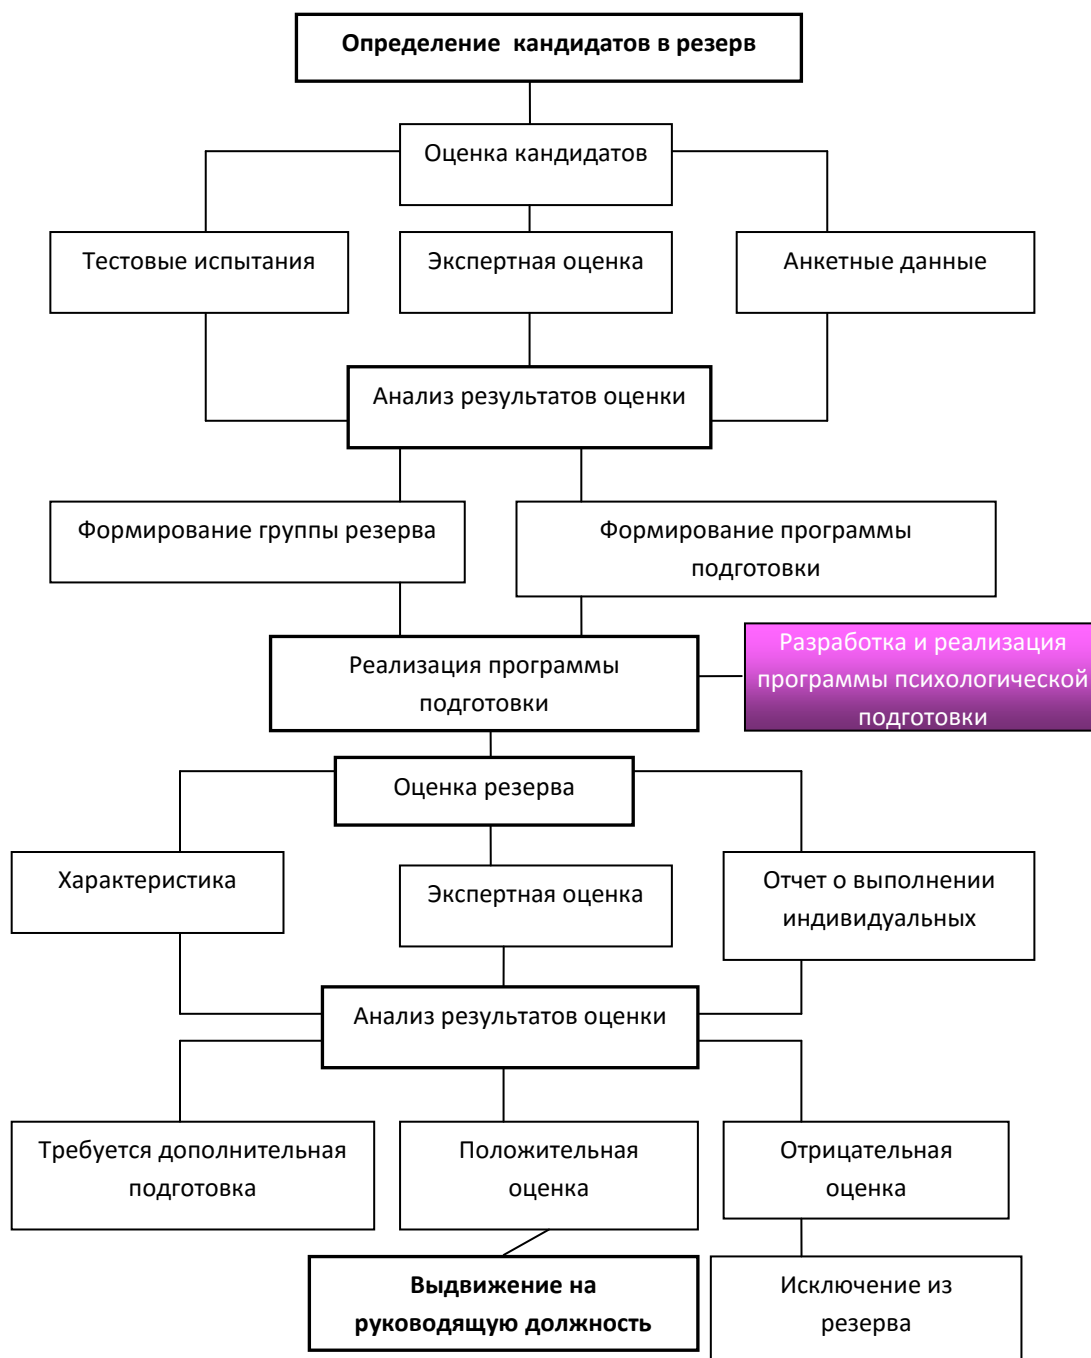 Определение кандидатов в резерв
Оценка кандидатов
Тестовые испытания
Экспертная оценка
Анкетные данные
Анализ результатов оценки
Формирование группы резерва
Формирование программы
подготовки
Реализация программы
подготовки
Разработка и реализация
программы психологической
подготовки
Оценка резерва
Характеристика
Экспертная оценка
Отчет о выполнении
индивидуальных
Анализ результатов оценки
Требуется дополнительная
подготовка
Положительная
оценка
Отрицательная
оценка
Выдвижение на
руководящую должность
Исключение из
резерва